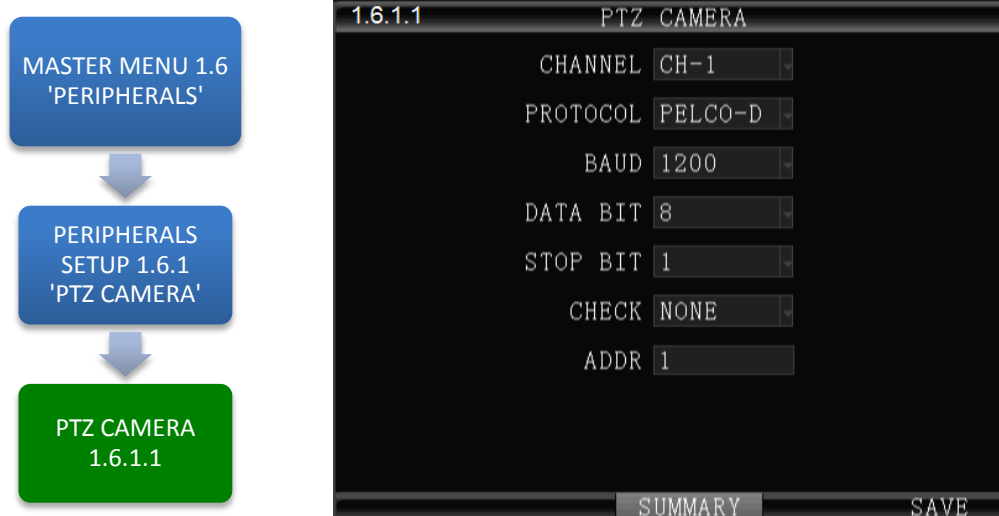 MASTER MENU 1.6
'PERIPHERALS'
PERIPHERALS
SETUP 1.6.1
'PTZ CAMERA'
PTZ CAMERA
1.6.1.1
1.6.1.1 PTZ CAMERA
CHANNEL CH-1
PROTOCOL PELCO-D
BAUD 1200
DATA BIT 8
STOP BIT 1
CHECK NONE
ADDR 1
SUMMARY SAVE